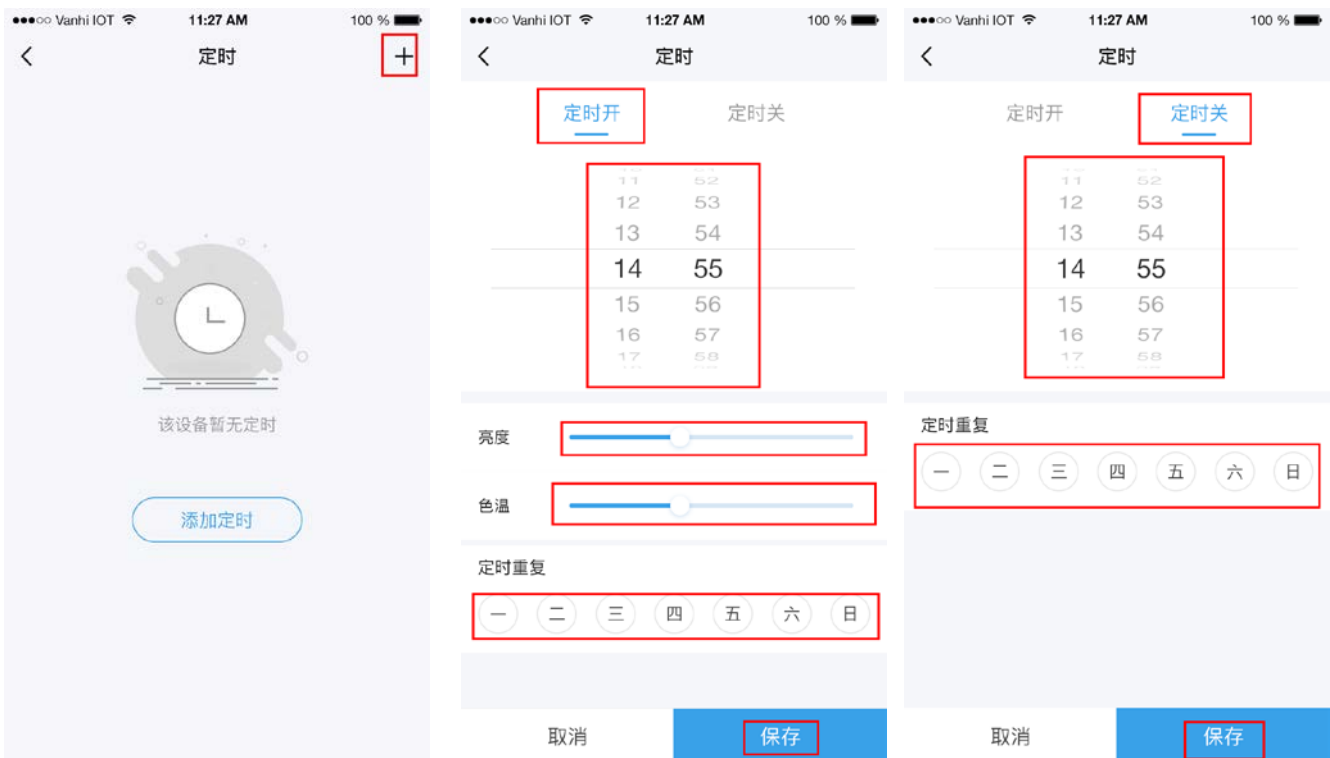 Vanhi IOT 11:27 AM 100 %
定时
+
该设备暂无定时
添加定时
Vanhi IOT 11:27 AM 100 %
定时
定时开 定时关
11 52
12 53
13 54
14 55
15 56
16 57
17 58
亮度
色温
定时重复
一 二 三 四 五 六 日
取消 保存
Vanhi IOT 11:27 AM 100 %
定时
定时开 定时关
11 52
12 53
13 54
14 55
15 56
16 57
17 58
定时重复
一 二 三 四 五 六 日
取消 保存